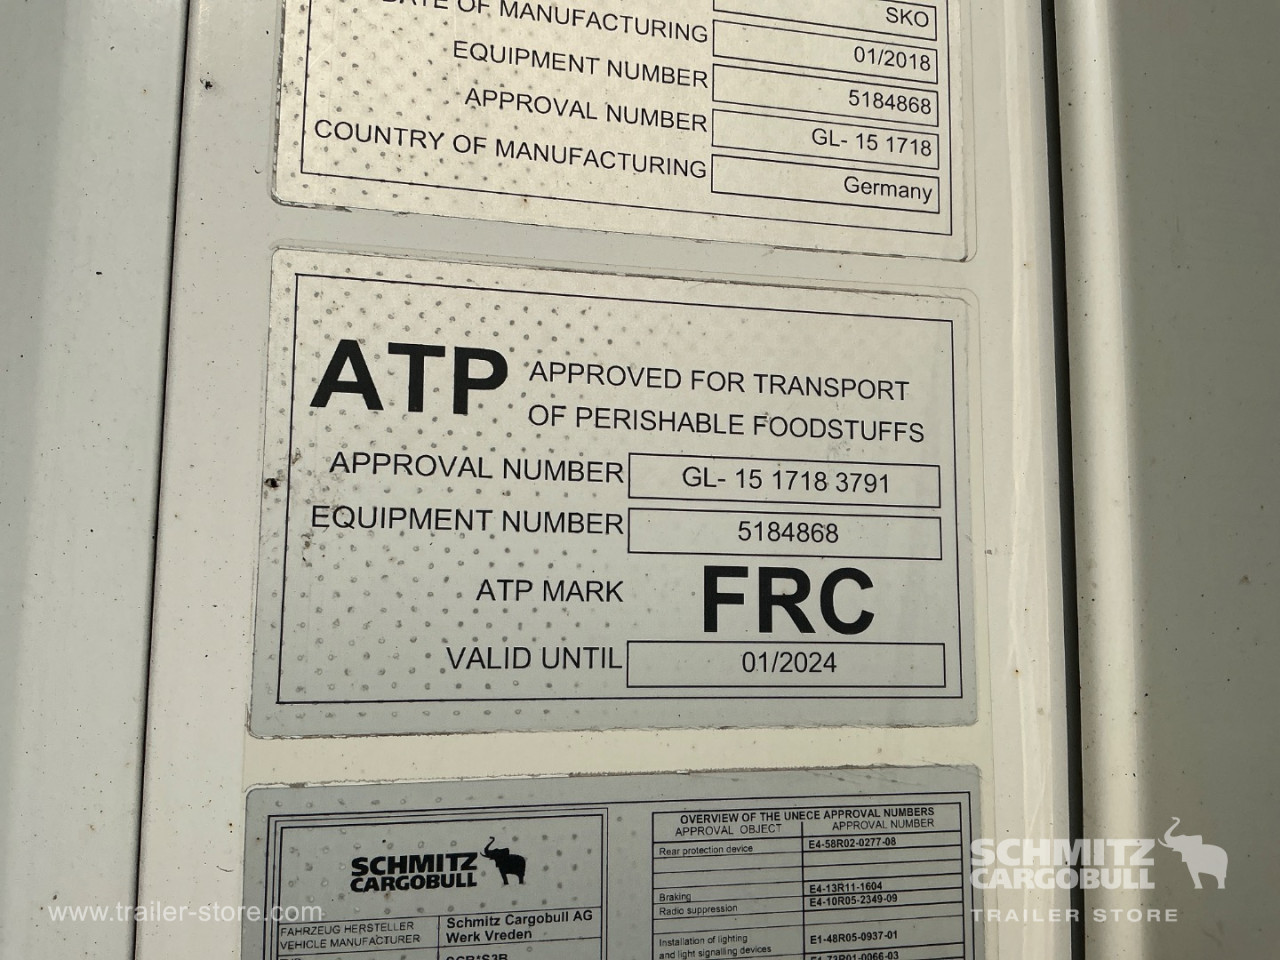 SKO
DATE OF MANUFACTURING 01/2018
EQUIPMENT NUMBER 5184868
APPROVAL NUMBER GL- 15 1718
COUNTRY OF MANUFACTURING Germany
ATP APPROVED FOR TRANSPORT
OF PERISHABLE FOODSTUFFS
APPROVAL NUMBER GL- 15 1718 3791
EQUIPMENT NUMBER 5184868
ATP MARK FRC
VALID UNTIL 01/2024
SCHMITZ
CARGOBULL
FAHRZEUG HERSTELLER
VEHICLE MANUFACTURER
Schmitz Cargobull AG
Werk Vreden
OVERVIEW OF THE UNECE APPROVAL NUMBERS
APPROVAL OBJECT APPROVAL NUMBER
Rear protection device E4-58R02-0277-08
Braking E4-13R11-1604
Radio suppression E4-10R05-2349-09
Installation of lighting E1-48R05-0937-01
and light signalling devices E1-73R01-0066-03
www.trailer-store.com
SCHMITZ
CARGOBULL
TRAILER STORE